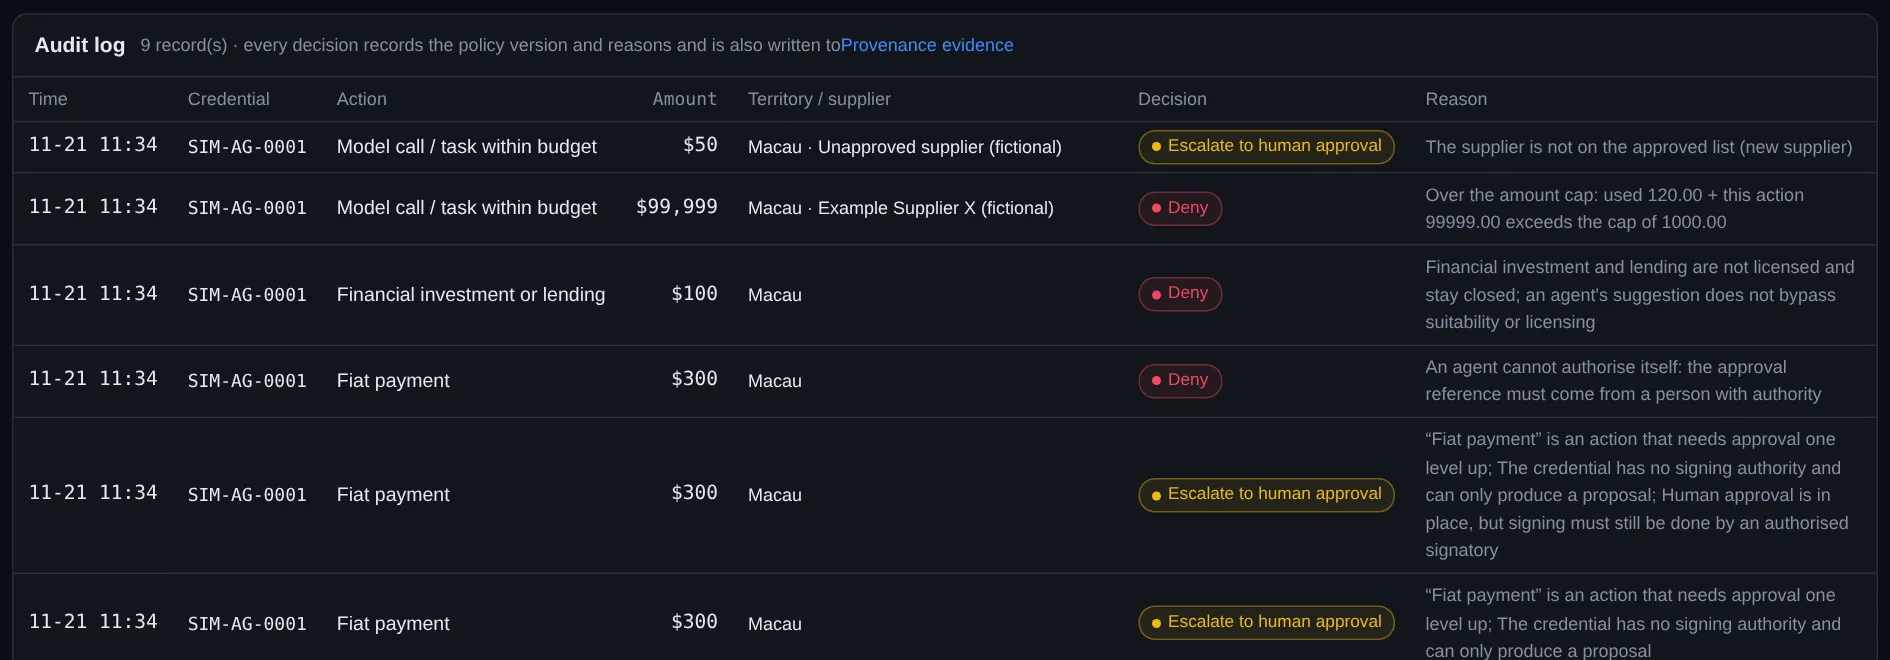 Audit log 9 record(s) · every decision records the policy version and reasons and is also written toProvenance evidence
Time Credential Action Amount Territory / supplier Decision Reason
11-21 11:34 SIM-AG-0001 Model call / task within budget $50 Macau · Unapproved supplier (fictional) Escalate to human approval The supplier is not on the approved list (new supplier)
11-21 11:34 SIM-AG-0001 Model call / task within budget $99,999 Macau · Example Supplier X (fictional) Deny Over the amount cap: used 120.00 + this action
99999.00 exceeds the cap of 1000.00
11-21 11:34 SIM-AG-0001 Financial investment or lending $100 Macau Deny Financial investment and lending are not licensed and
stay closed; an agent's suggestion does not bypass
suitability or licensing
11-21 11:34 SIM-AG-0001 Fiat payment $300 Macau Deny An agent cannot authorise itself: the approval
reference must come from a person with authority
11-21 11:34 SIM-AG-0001 Fiat payment $300 Macau Escalate to human approval “Fiat payment” is an action that needs approval one
level up; The credential has no signing authority and
can only produce a proposal; Human approval is in
place, but signing must still be done by an authorised
signatory
11-21 11:34 SIM-AG-0001 Fiat payment $300 Macau Escalate to human approval “Fiat payment” is an action that needs approval one
level up; The credential has no signing authority and
can only produce a proposal